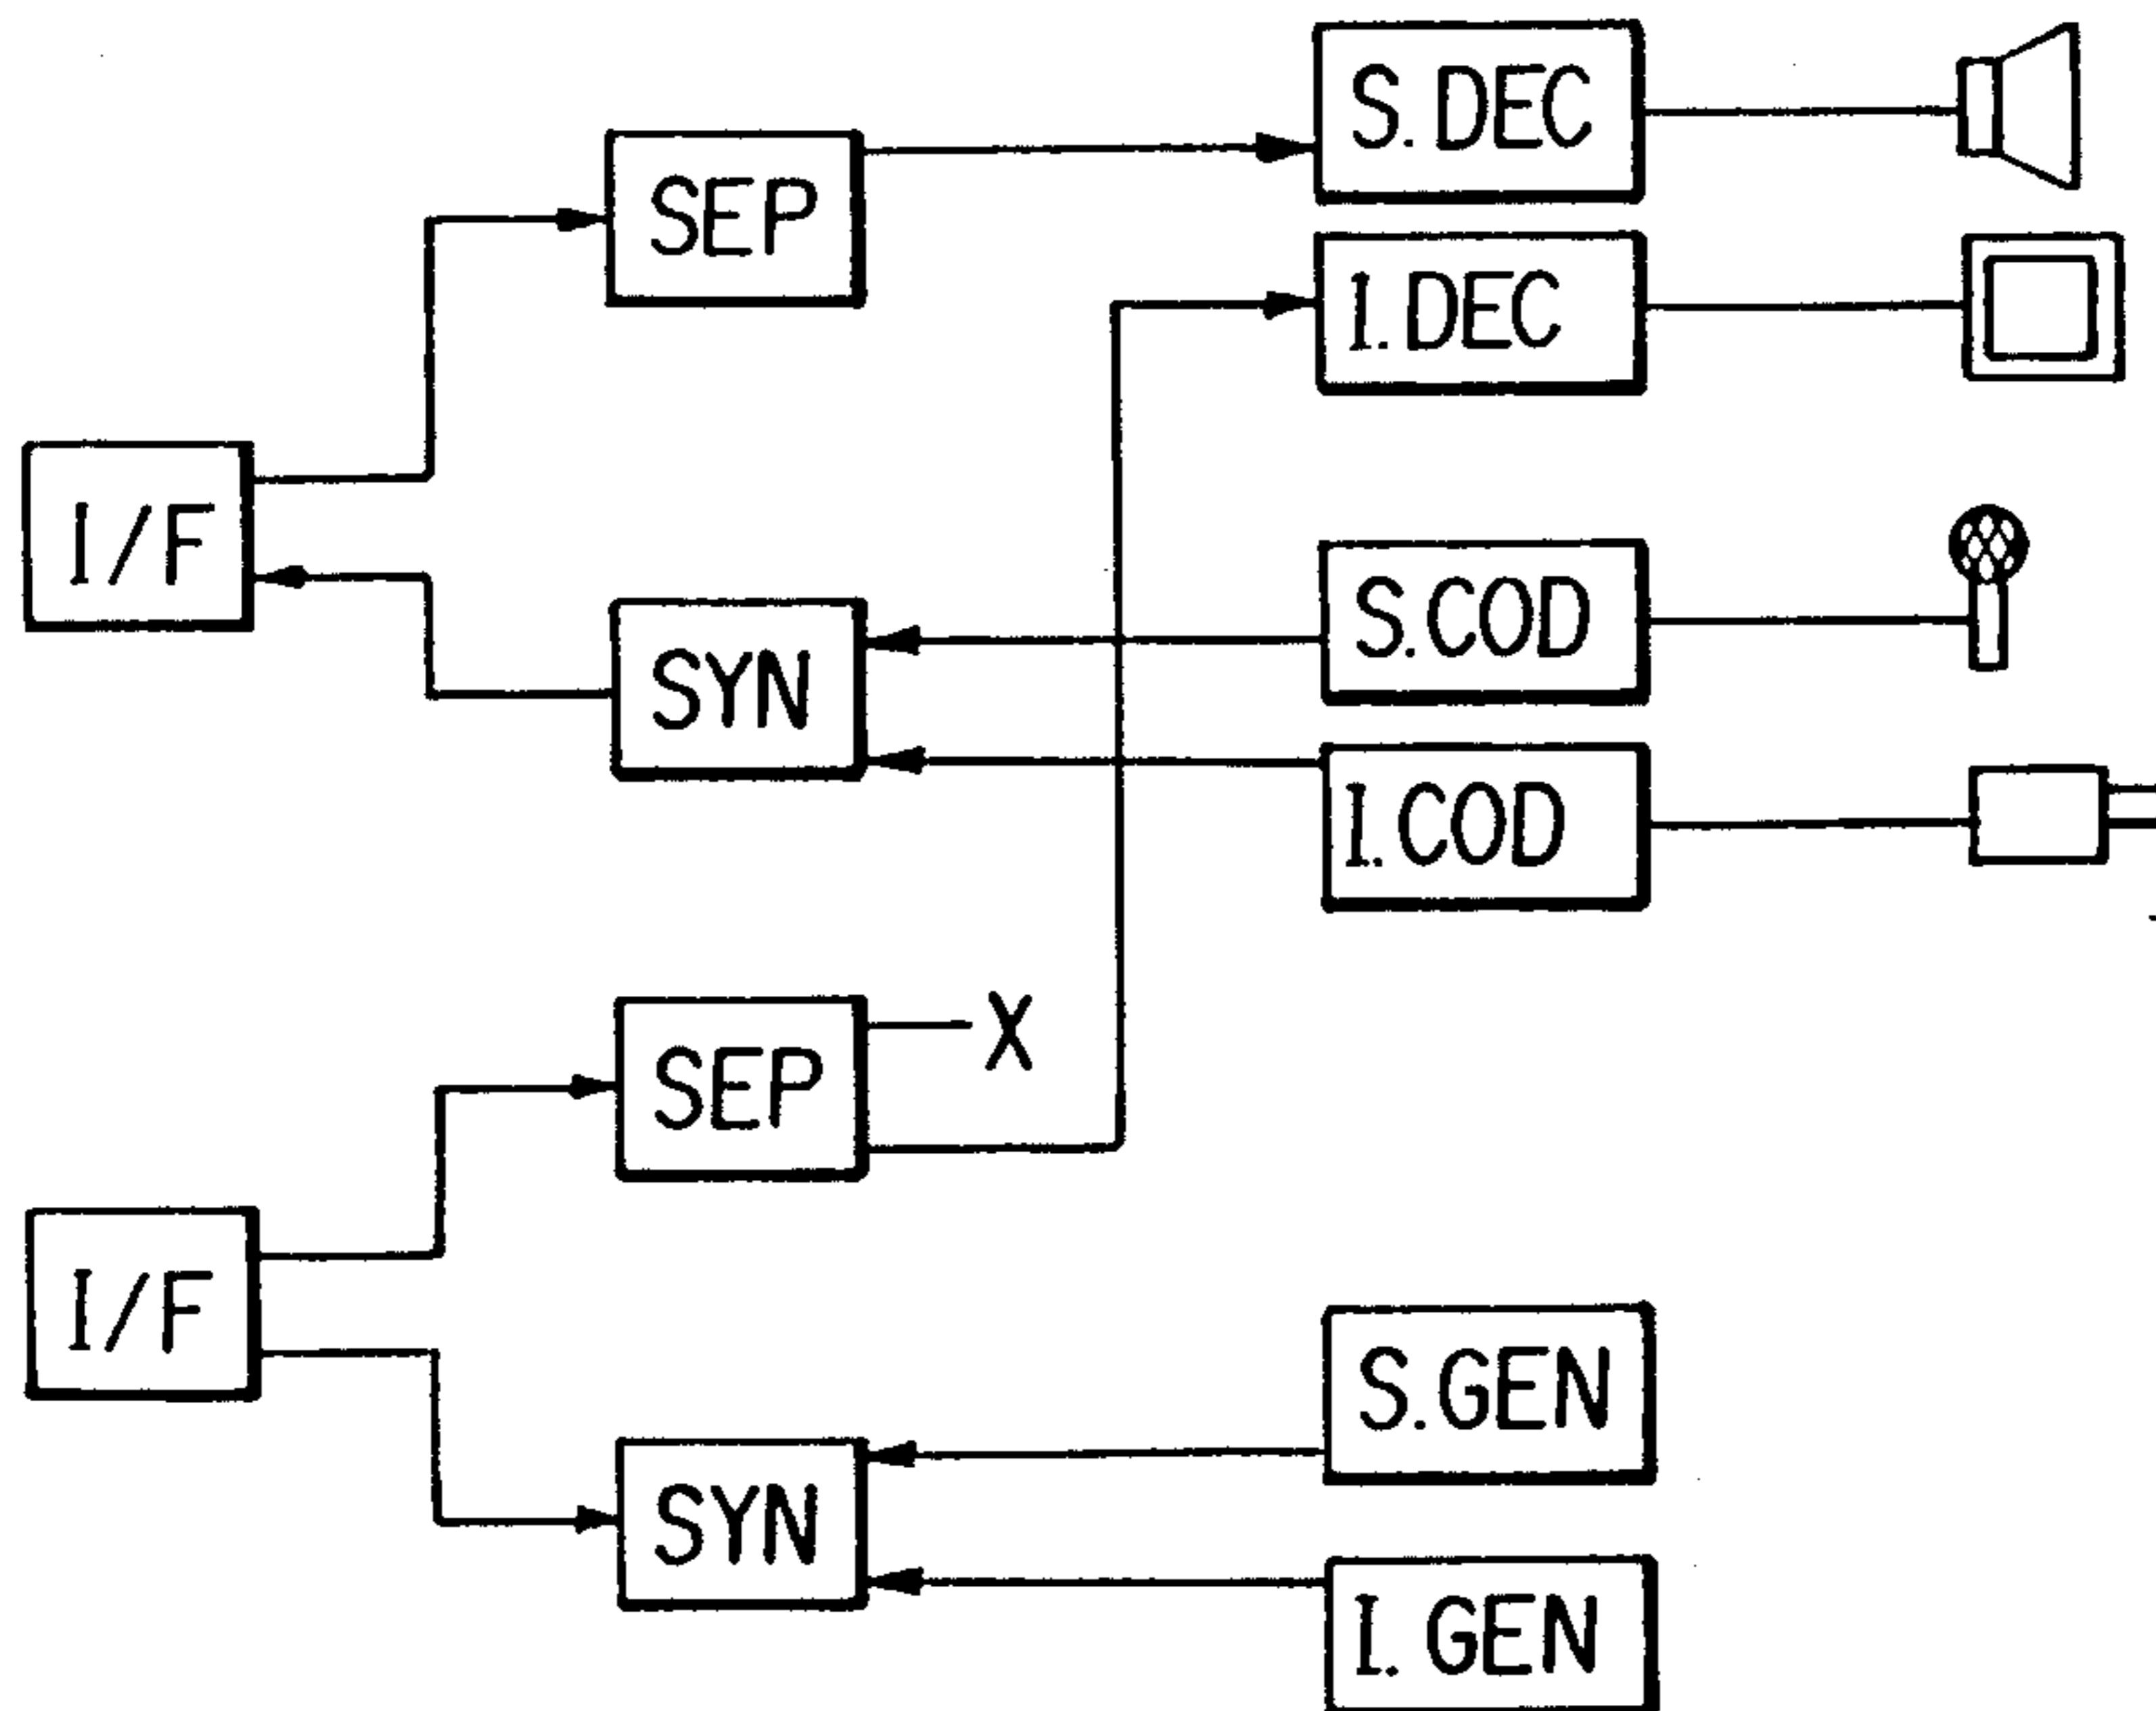 S.DEC
SEP
I.DEC
I/F
S.COD
SYN
I.COD
X
SEP
I/F
S.GEN
SYN
I.GEN